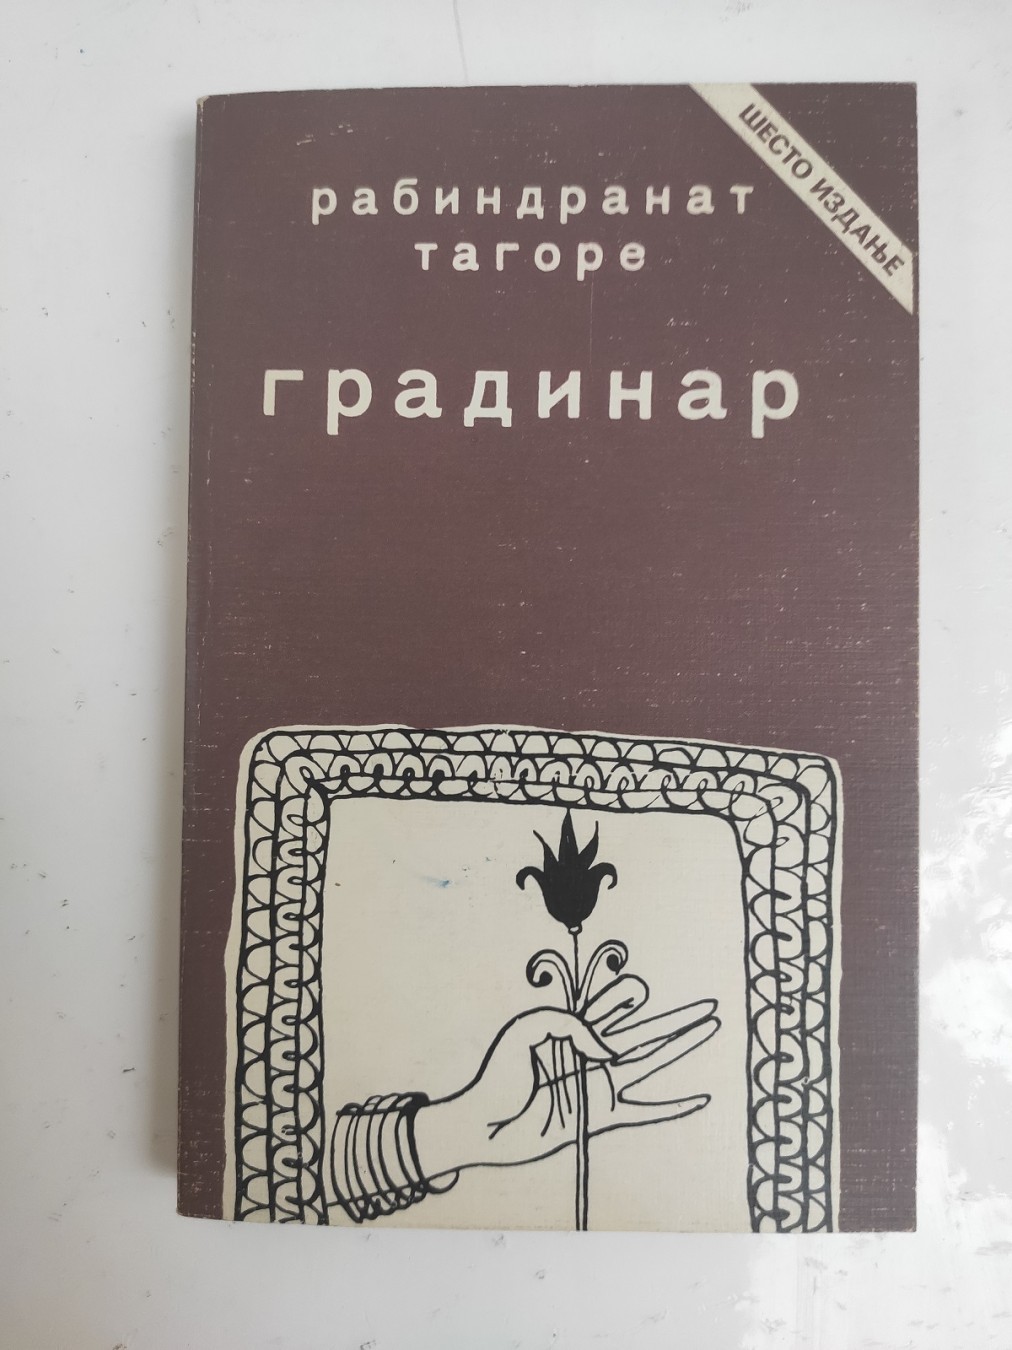 рабиндранат
тагоре
градинар
ШЕСТО ИЗДАЊЕ